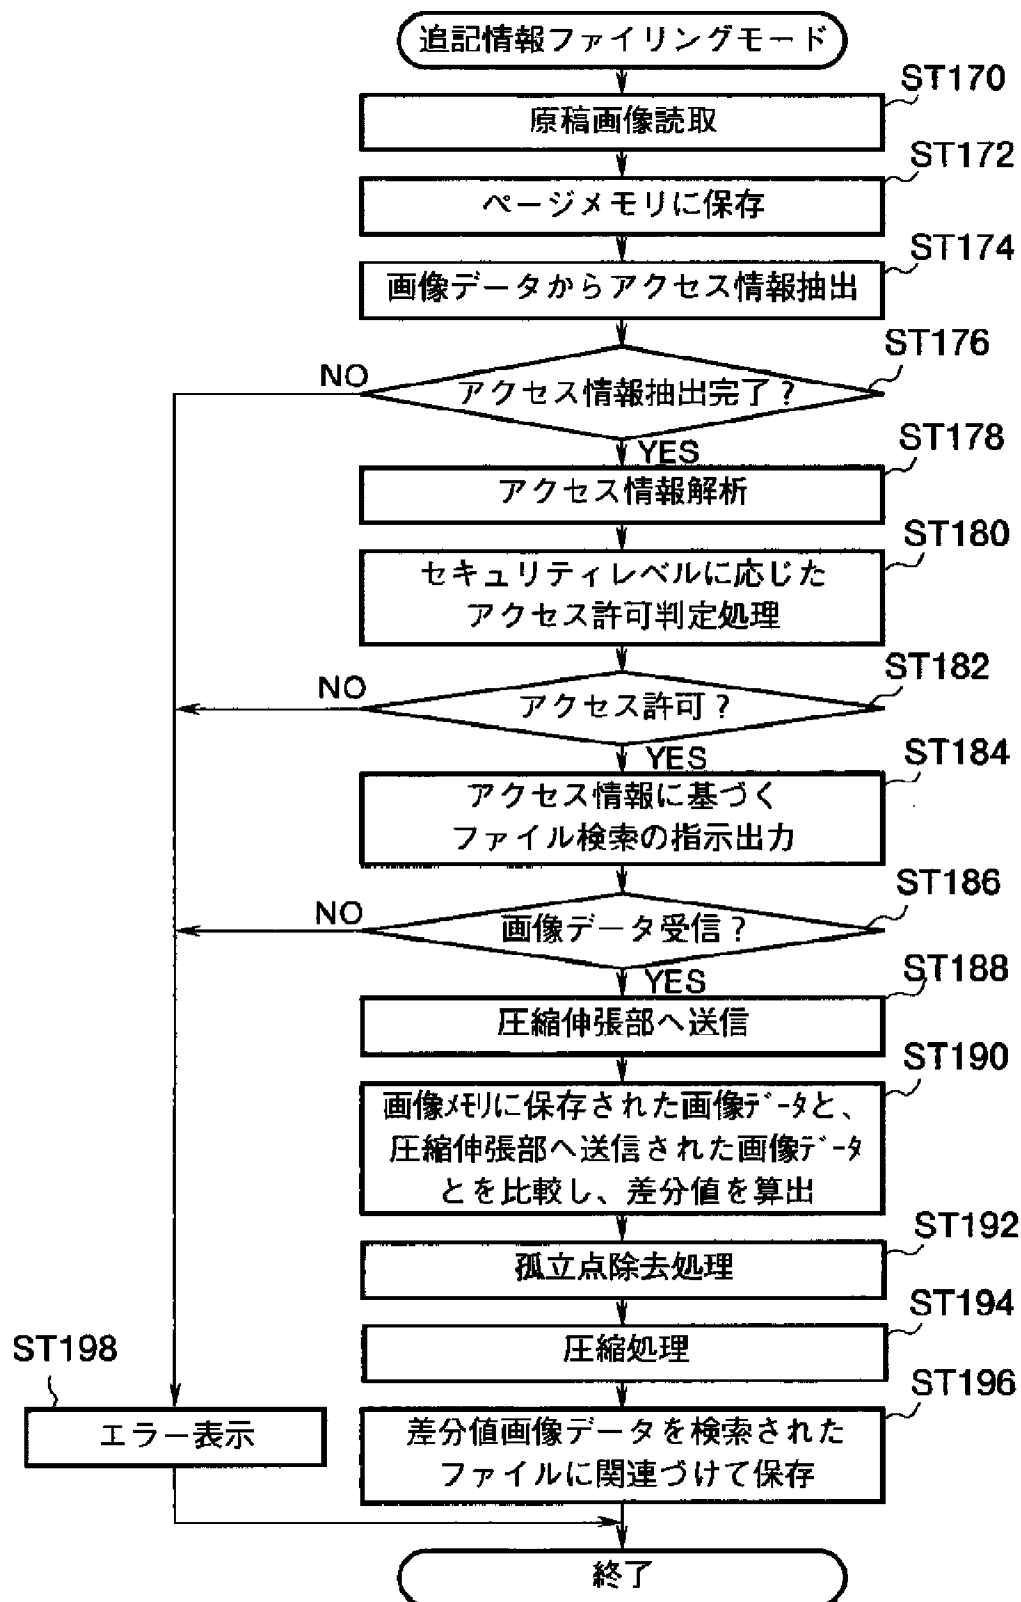 追記情報ファイリングモード
ST170
原稿画像読取
ST172
ページメモリに保存
ST174
画像データからアクセス情報抽出
ST176
NO
アクセス情報抽出完了?
YES
ST178
アクセス情報解析
ST180
セキュリティレベルに応じた
アクセス許可判定処理
ST182
NO
アクセス許可?
YES
ST184
アクセス情報に基づく
ファイル検索の指示出力
ST186
NO
画像データ受信?
YES
ST188
圧縮伸張部へ送信
ST190
画像メモリに保存された画像データと、
圧縮伸張部へ送信された画像データ
とを比較し、差分値を算出
ST192
孤立点除去処理
ST194
圧縮処理
ST198
ST196
エラー表示
差分値画像データを検索された
ファイルに関連づけて保存
終了